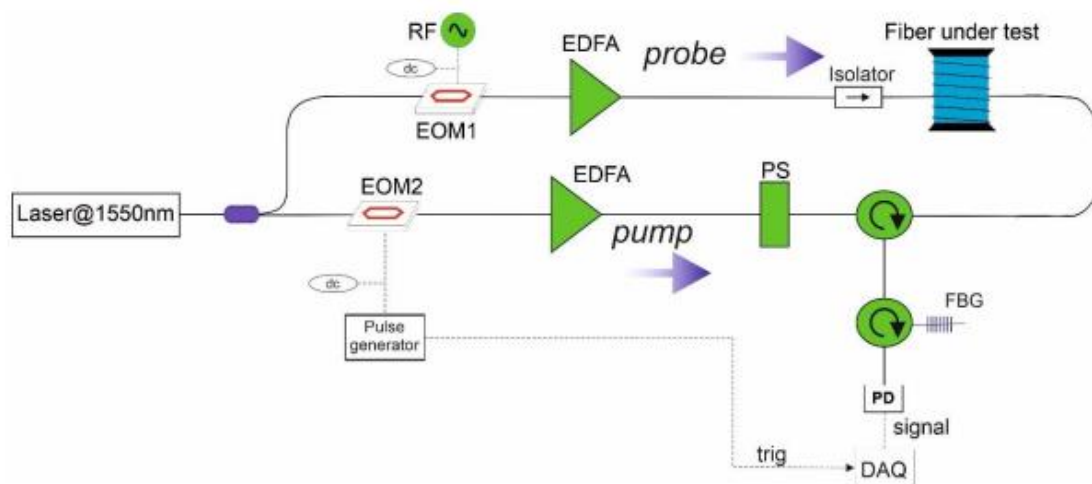 RF
dc
EOM1
EDFA
probe
Isolator
Fiber under test
Laser@1550nm
EOM2
dc
Pulse
generator
EDFA
pump
PS
FBG
PD
signal
trig
DAQ